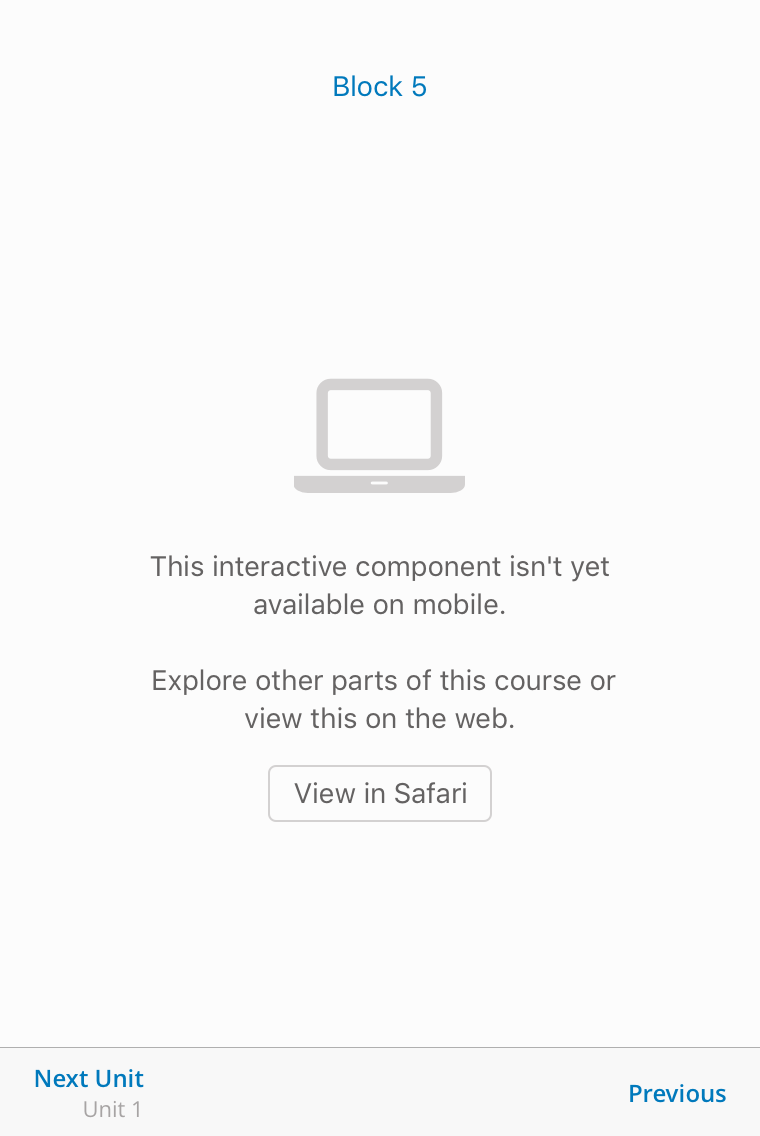 Block 5
This interactive component isn't yet
available on mobile.
Explore other parts of this course or
view this on the web.
View in Safari
Next Unit
Unit 1
Previous